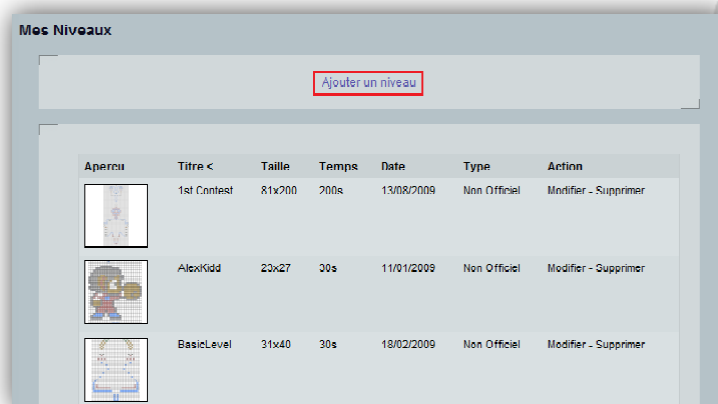 Mes Niveaux
Ajouter un niveau
Apercu Titre < Taille Temps Date Type Action
1st Contest 81x200 200s 13/08/2009 Non Officiel Modifier - Supprimer
AlexKidd 23x27 30s 11/01/2009 Non Officiel Modifier - Supprimer
BasicLevel 31x40 30s 18/02/2009 Non Officiel Modifier - Supprimer